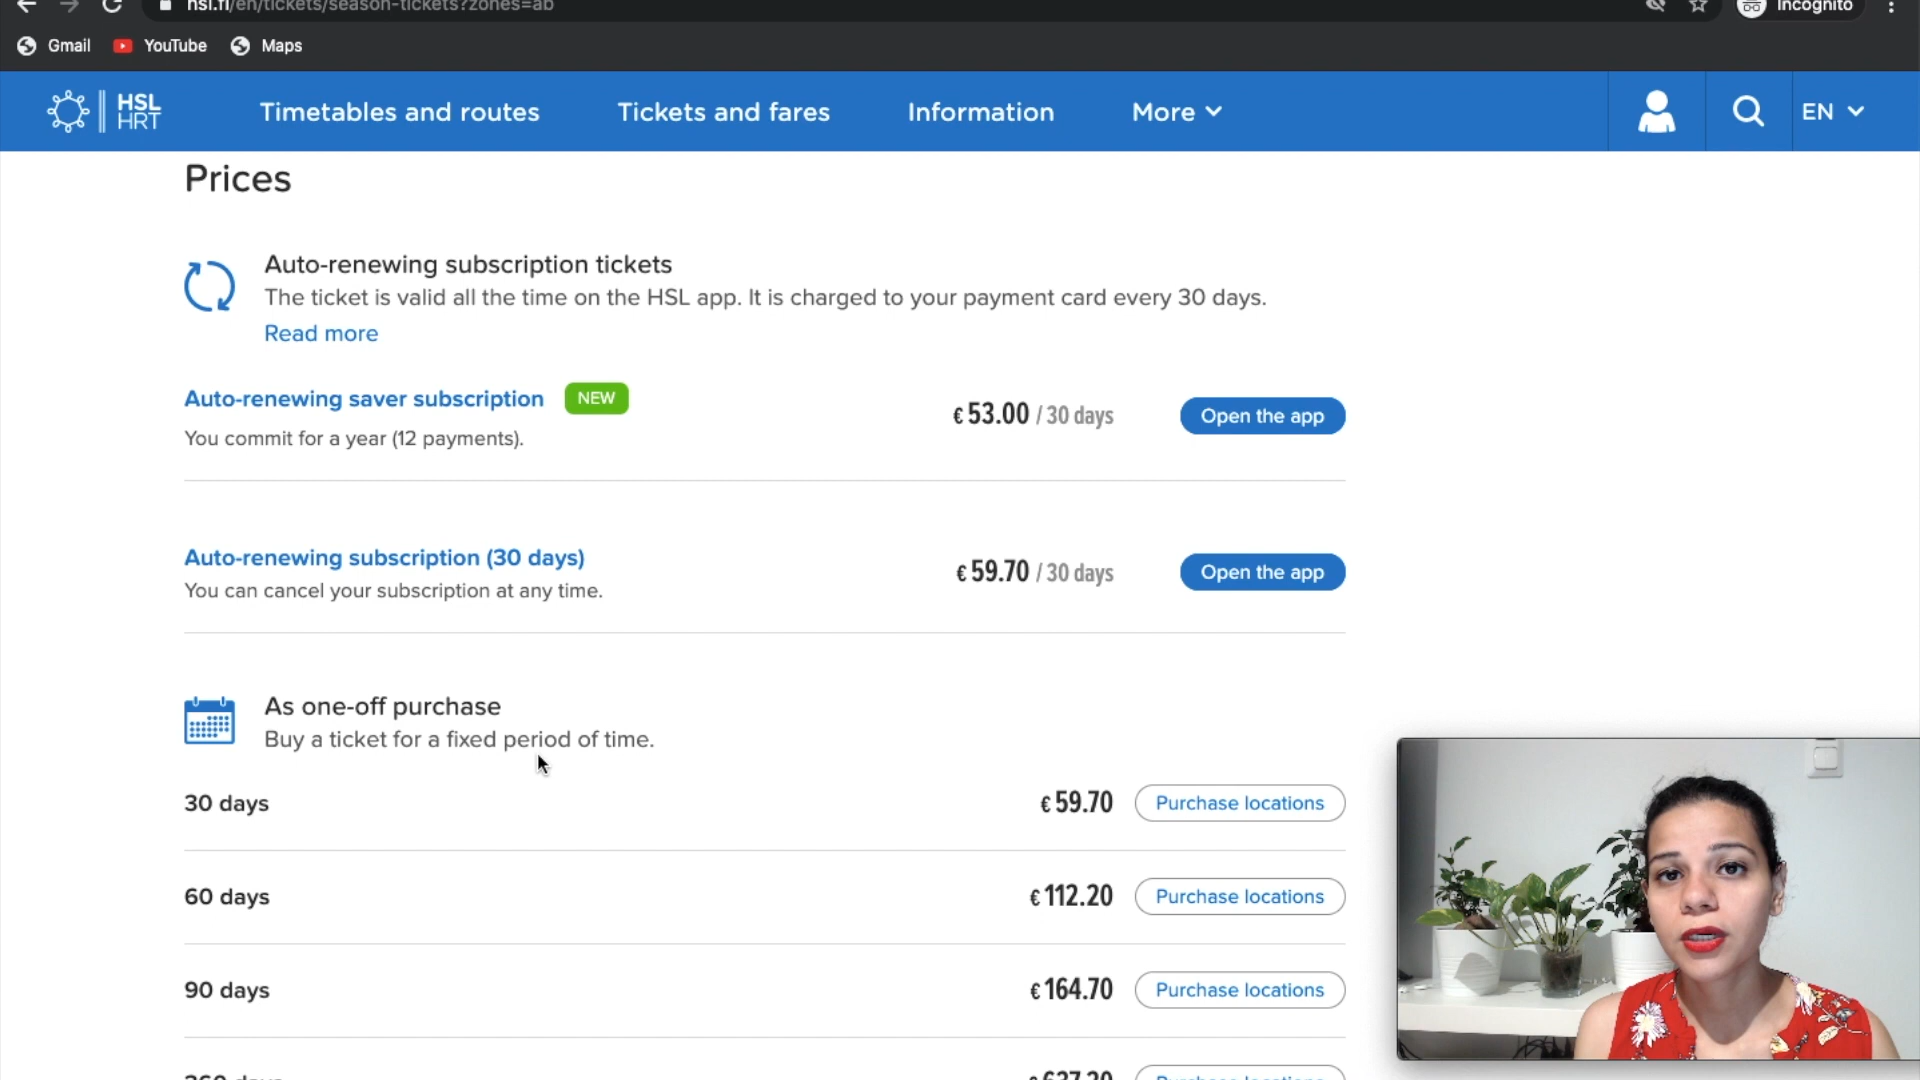 hsl.fi/en/tickets/season-tickets?zones=ab
Incognito
Gmail YouTube Maps
HSL
HRT
Timetables and routes Tickets and fares Information More EN
Prices
Auto-renewing subscription tickets
The ticket is valid all the time on the HSL app. It is charged to your payment card every 30 days.
Read more
Auto-renewing saver subscription NEW
€ 53.00 / 30 days Open the app
You commit for a year (12 payments).
Auto-renewing subscription (30 days)
€ 59.70 / 30 days Open the app
You can cancel your subscription at any time.
As one-off purchase
Buy a ticket for a fixed period of time.
30 days € 59.70 Purchase locations
60 days € 112.20 Purchase locations
90 days € 164.70 Purchase locations